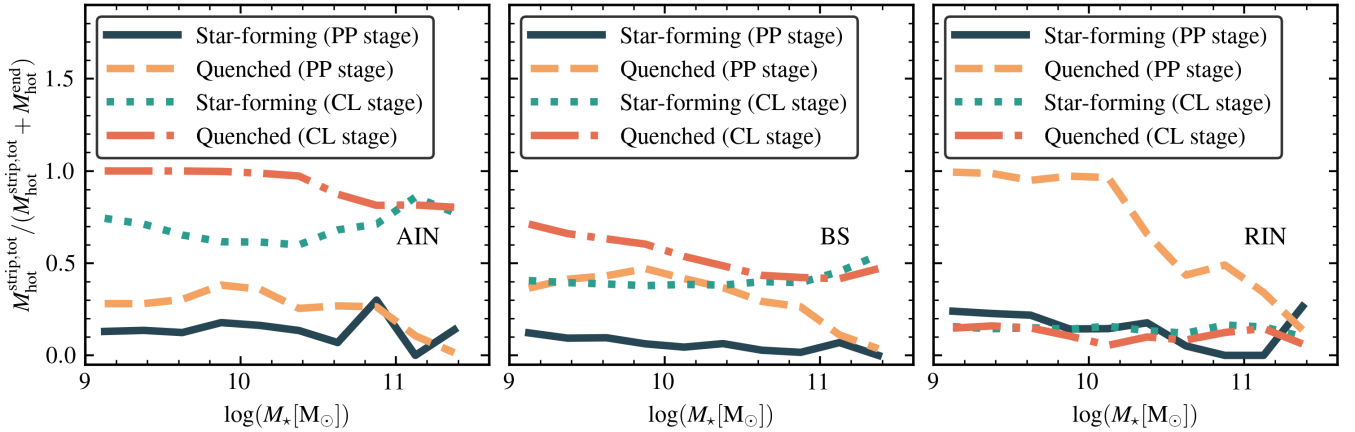 M_hot^strip,tot/(M_hot^strip,tot + M_hot^end)
0.0
0.5
1.0
1.5
Star-forming (PP stage)
Quenched (PP stage)
Star-forming (CL stage)
Quenched (CL stage)
AIN
9
10
11
log(M⋆[M⊙])
Star-forming (PP stage)
Quenched (PP stage)
Star-forming (CL stage)
Quenched (CL stage)
BS
9
10
11
log(M⋆[M⊙])
Star-forming (PP stage)
Quenched (PP stage)
Star-forming (CL stage)
Quenched (CL stage)
RIN
9
10
11
log(M⋆[M⊙])